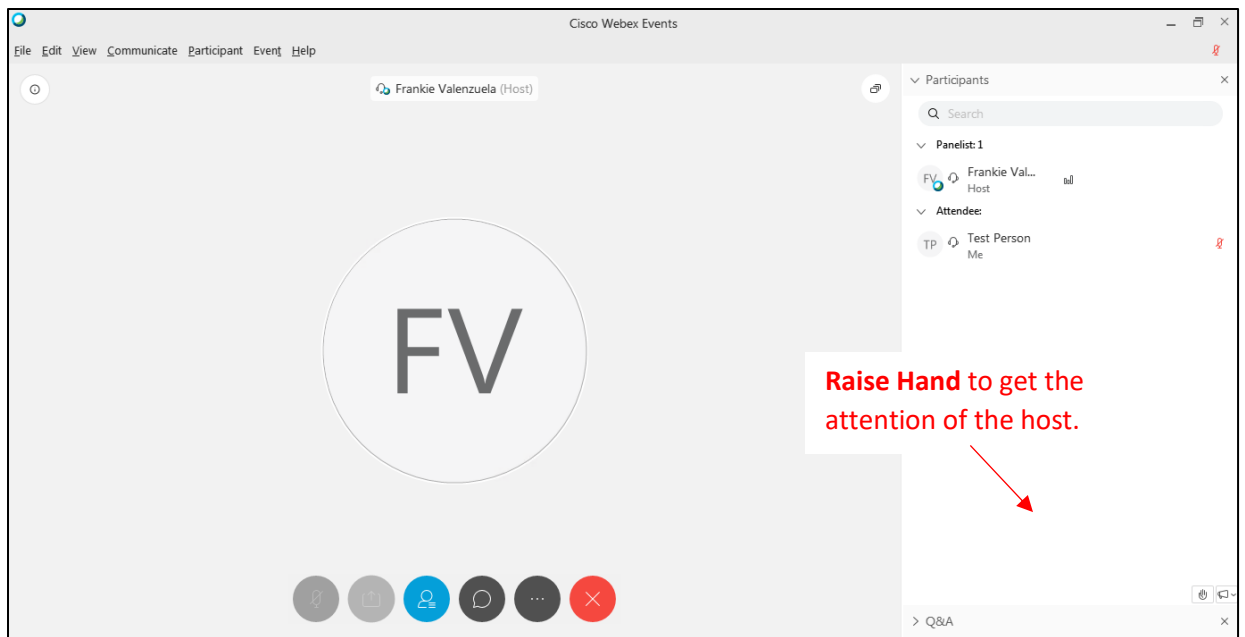 Cisco Webex Events
File Edit View Communicate Participant Event Help
Frankie Valenzuela (Host)
Participants
Search
Panelist: 1
FV Frankie Val...
Host
Attendee:
TP Test Person
Me
FV
Raise Hand to get the
attention of the host.
Q&A